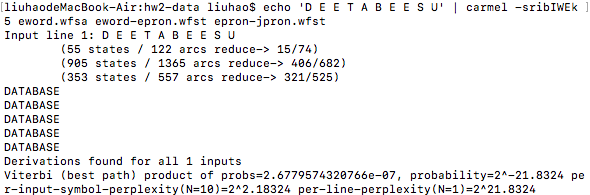 [liuhaodeMacBook-Air:hw2-data liuhao$ echo 'D E E T A B E E S U' | carmel -sribIWEk ]
5 eword.wfsa eword-epron.wfst epron-jpron.wfst
Input line 1: D E E T A B E E S U
(55 states / 122 arcs reduce-> 15/74)
(905 states / 1365 arcs reduce-> 406/682)
(353 states / 557 arcs reduce-> 321/525)
DATABASE
DATABASE
DATABASE
DATABASE
DATABASE
Derivations found for all 1 inputs
Viterbi (best path) product of probs=2.6779574320766e-07, probability=2^-21.8324 pe
r-input-symbol-perplexity(N=10)=2^2.18324 per-line-perplexity(N=1)=2^21.8324